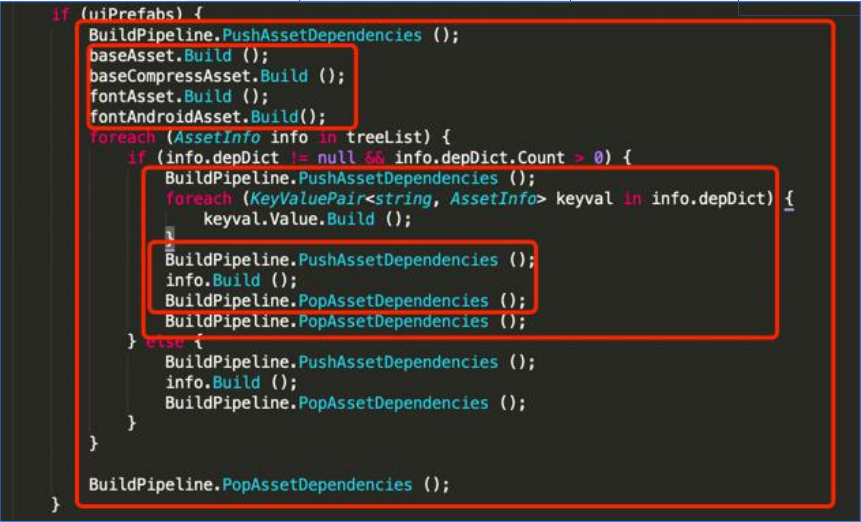 if (uiPrefabs) {
BuildPipeline.PushAssetDependencies ();
baseAsset.Build ();
baseCompressAsset.Build ();
fontAsset.Build ();
fontAndroidAsset.Build();
foreach (AssetInfo info in treeList) {
if (info.depDict != null && info.depDict.Count > 0) {
BuildPipeline.PushAssetDependencies ();
foreach (KeyValuePair<string, AssetInfo> keyval in info.depDict) {
keyval.Value.Build ();
}
BuildPipeline.PushAssetDependencies ();
info.Build ();
BuildPipeline.PopAssetDependencies ();
BuildPipeline.PopAssetDependencies ();
} else {
BuildPipeline.PushAssetDependencies ();
info.Build ();
BuildPipeline.PopAssetDependencies ();
}
}
BuildPipeline.PopAssetDependencies ();
}